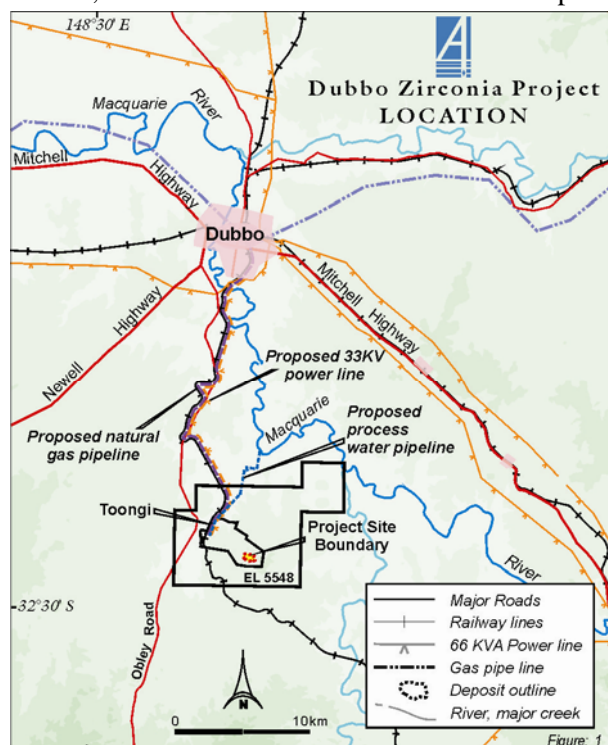 148°30' E
Dubbo Zirconia Project
LOCATION
Macquarie
River
Mitchell
Highway
Dubbo
Mitchell
Highway
Newell
Highway
Proposed 33KV
power line
Proposed natural
gas pipeline
Proposed
process
water pipeline
Macquarie
River
Toongi
Project Site
Boundary
EL 5548
32°30' S
Obley Road
N
0
10km
Major Roads
Railway lines
66 KVA Power line
Gas pipe line
Deposit outline
River, major creek
Figure: 1